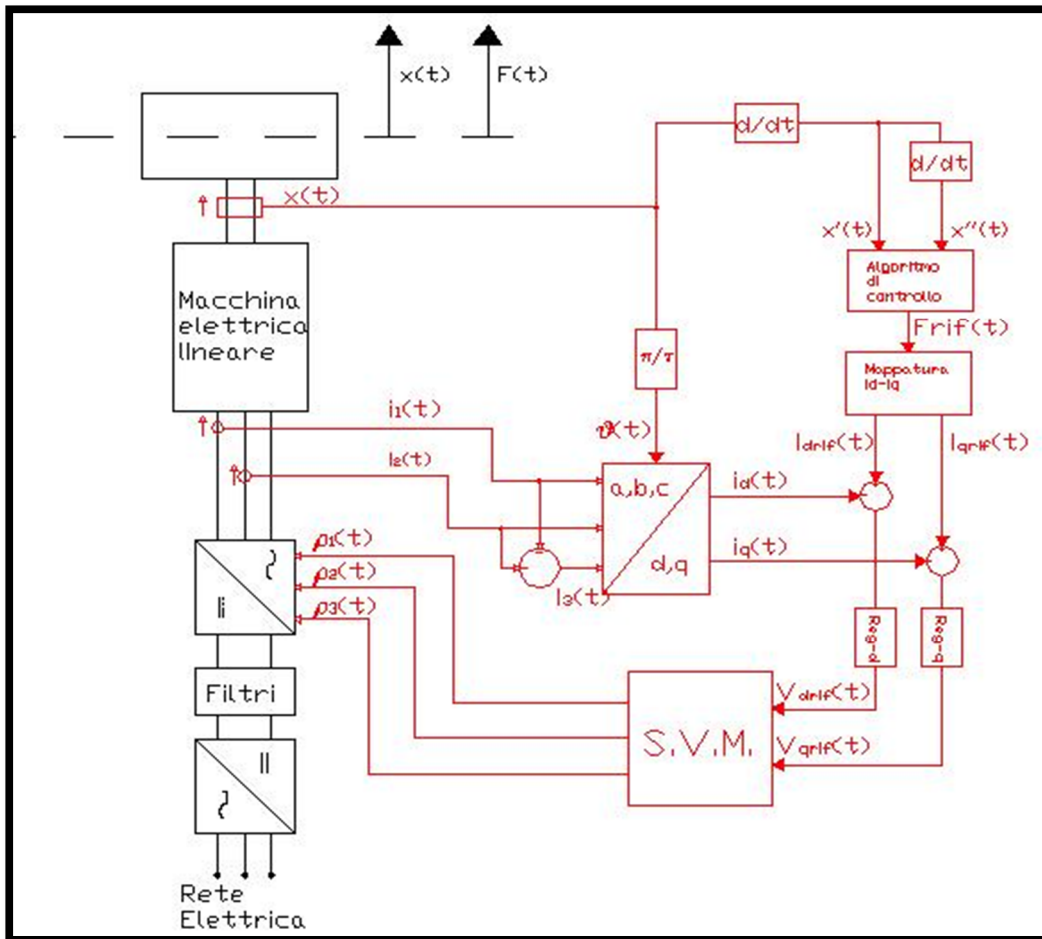 x(t)
F(t)
d/dt
d/dt
x(t)
x'(t)
x''(t)
Algoritmo
di
controllo
Frif(t)
Macchina
elettrica
lineare
π/τ
Mappatura
id-iq
i1(t)
ϑ(t)
Idrif(t)
Iqrif(t)
I2(t)
a,b,c
id(t)
d,q
iq(t)
I3(t)
ρ1(t)
ρ2(t)
ρ3(t)
Reg-d
Reg-q
Filtri
Vdrif(t)
S.V.M.
Vqrif(t)
Rete
Elettrica